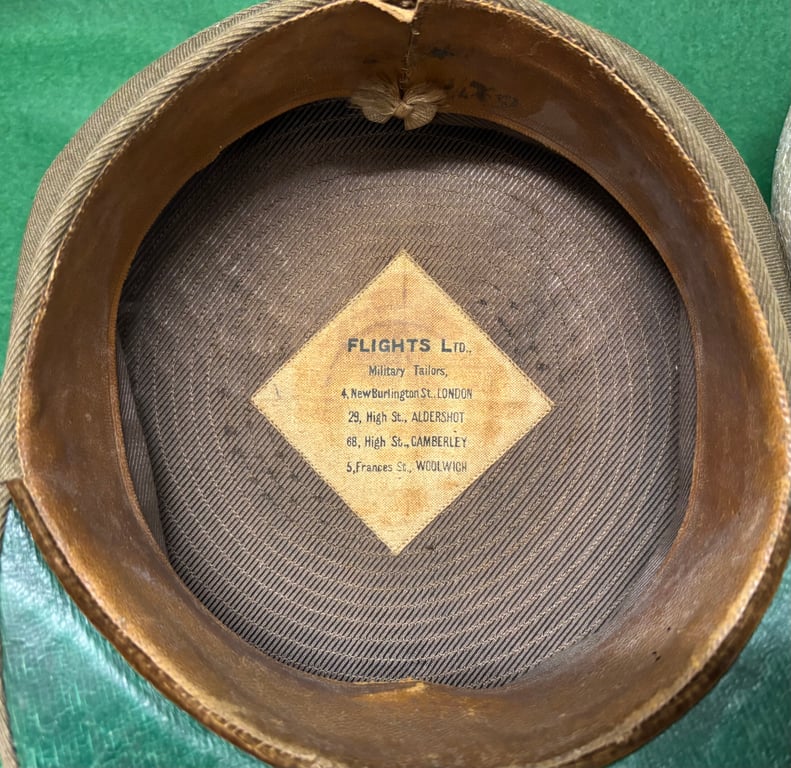 FLIGHTS LTD.,
Military Tailors,
4, New Burlington St., LONDON
29, High St., ALDERSHOT
68, High St., CAMBERLEY
5, Frances St., WOOLWICH